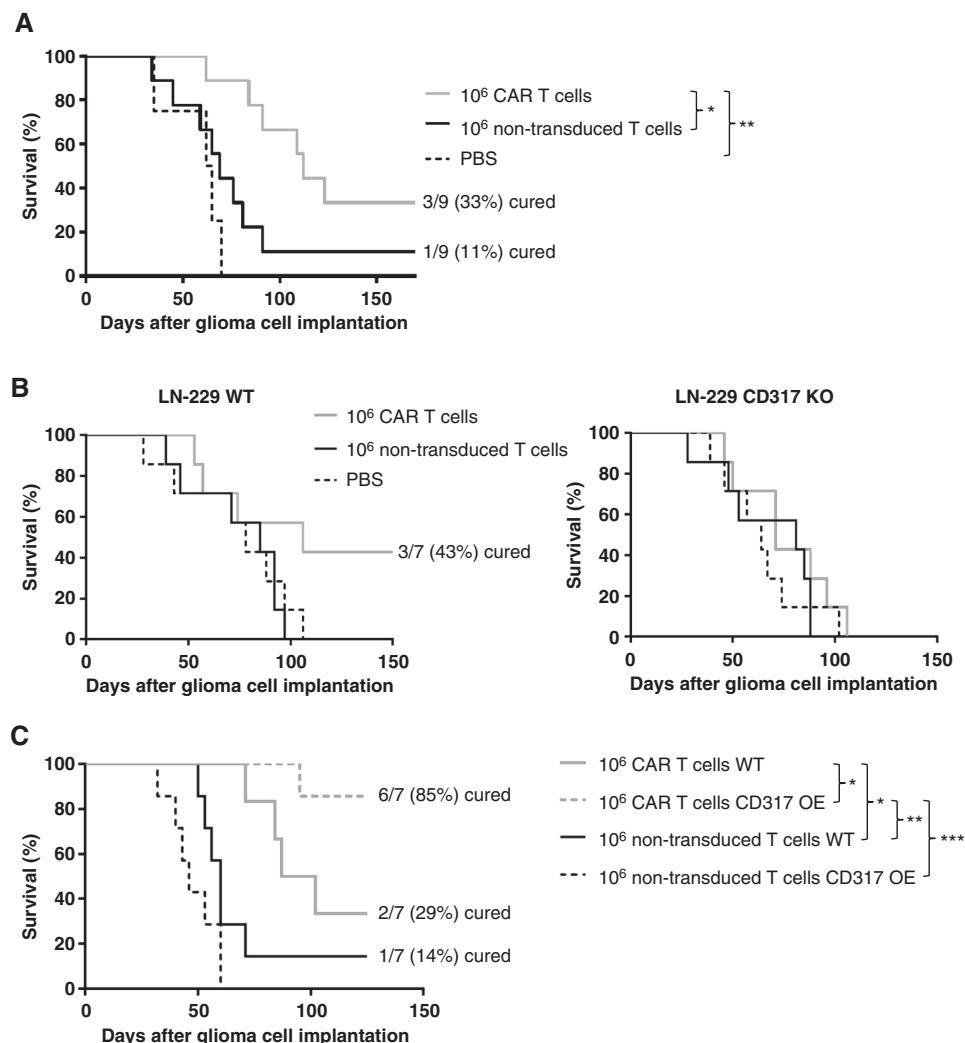 A
100
80
60
40
20
0
Survival (%)
0 50 100 150
Days after glioma cell implantation
10⁶ CAR T cells
10⁶ non-transduced T cells
PBS
*
**
3/9 (33%) cured
1/9 (11%) cured
B
LN-229 WT
100
80
60
40
20
0
Survival (%)
0 50 100 150
Days after glioma cell implantation
10⁶ CAR T cells
10⁶ non-transduced T cells
PBS
3/7 (43%) cured
LN-229 CD317 KO
100
80
60
40
20
0
Survival (%)
0 50 100 150
Days after glioma cell implantation
C
100
80
60
40
20
0
Survival (%)
0 50 100 150
Days after glioma cell implantation
6/7 (85%) cured
2/7 (29%) cured
1/7 (14%) cured
10⁶ CAR T cells WT
10⁶ CAR T cells CD317 OE
10⁶ non-transduced T cells WT
10⁶ non-transduced T cells CD317 OE
*
*
**
***